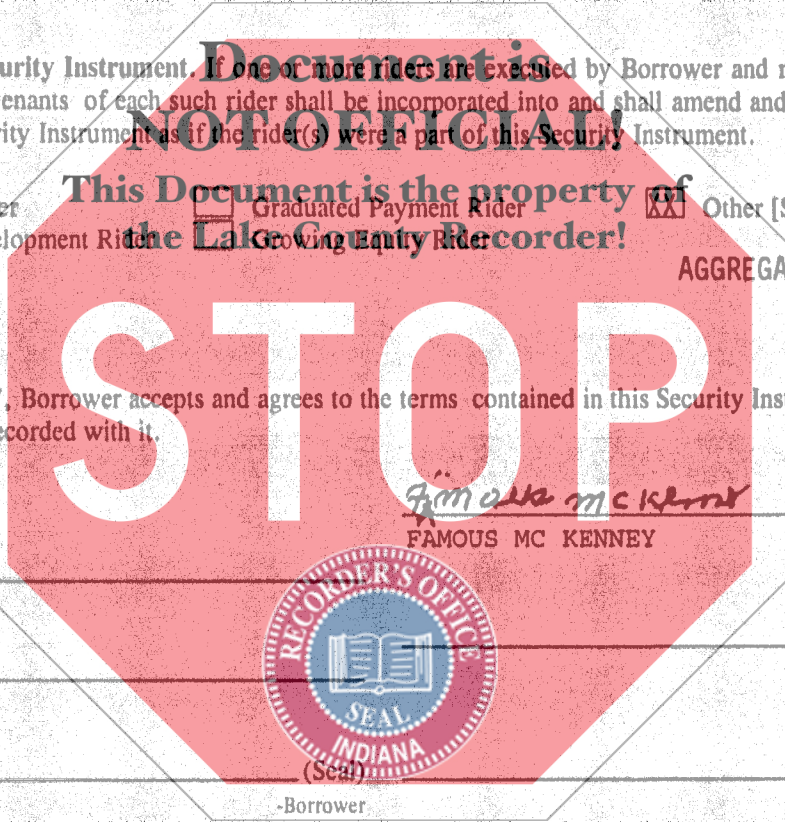 Document is
urity Instrument. If one or more riders are executed by Borrower and
enants of each such rider shall be incorporated into and shall amend and
NOT OFFICIAL!
rity Instrument as if the rider(s) were a part of this Security Instrument.
This Document is the property of
er Graduated Payment Rider XX Other [S
the Lake County Recorder!
elopment Rider Growing Equity Rider
AGGREGA
STOP
, Borrower accepts and agrees to the terms contained in this Security Inst
ecorded with it.
FAMOUS MC KENNEY
RECORDER'S OFFICE
SEAL
INDIANA
(Seal)
-Borrower